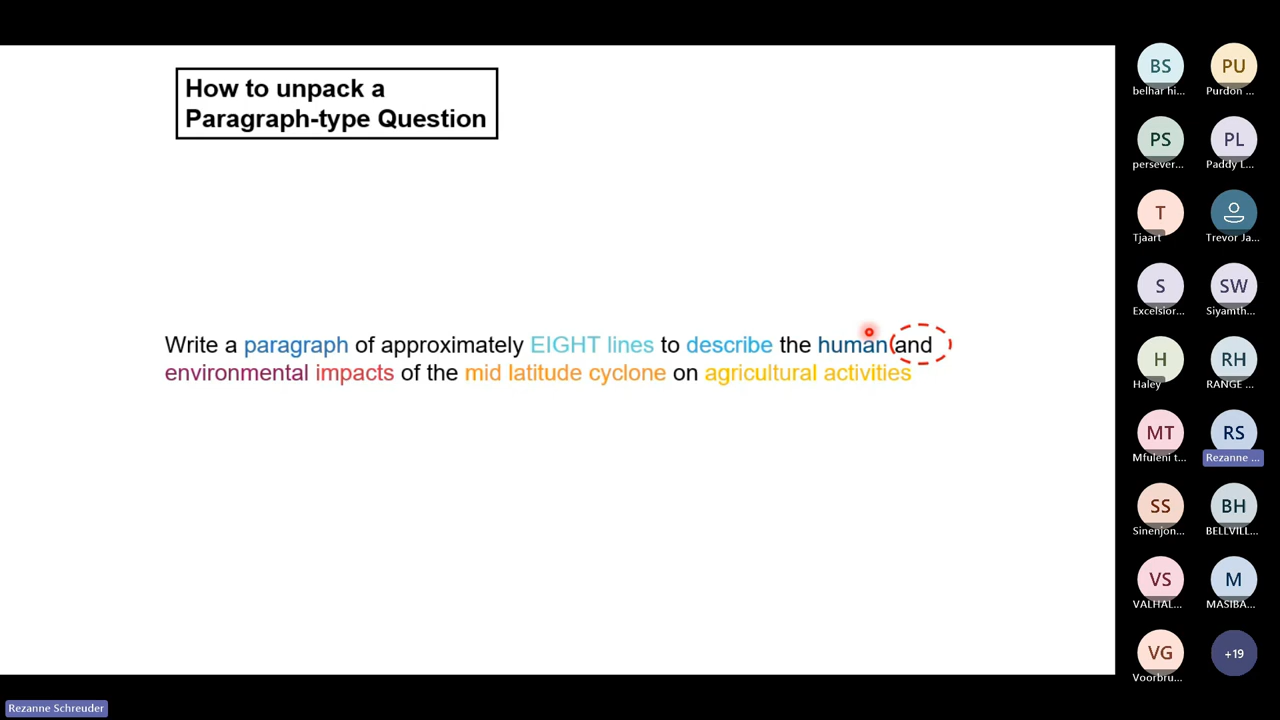 How to unpack a
Paragraph-type Question
Write a paragraph of approximately EIGHT lines to describe the human and
environmental impacts of the mid latitude cyclone on agricultural activities
BS
belhar hi...
PU
Purdon ...
PS
persever...
PL
Paddy L...
T
Tjaart
Trevor Ja...
S
Excelsior...
SW
Siyamth...
H
Haley
RH
RANGE ...
MT
Mfuleni t...
RS
Rezanne ...
SS
Sinenjon...
BH
BELLVILL...
VS
VALHAL...
M
MASIBA...
VG
Voorbru...
+19
Rezanne Schreuder